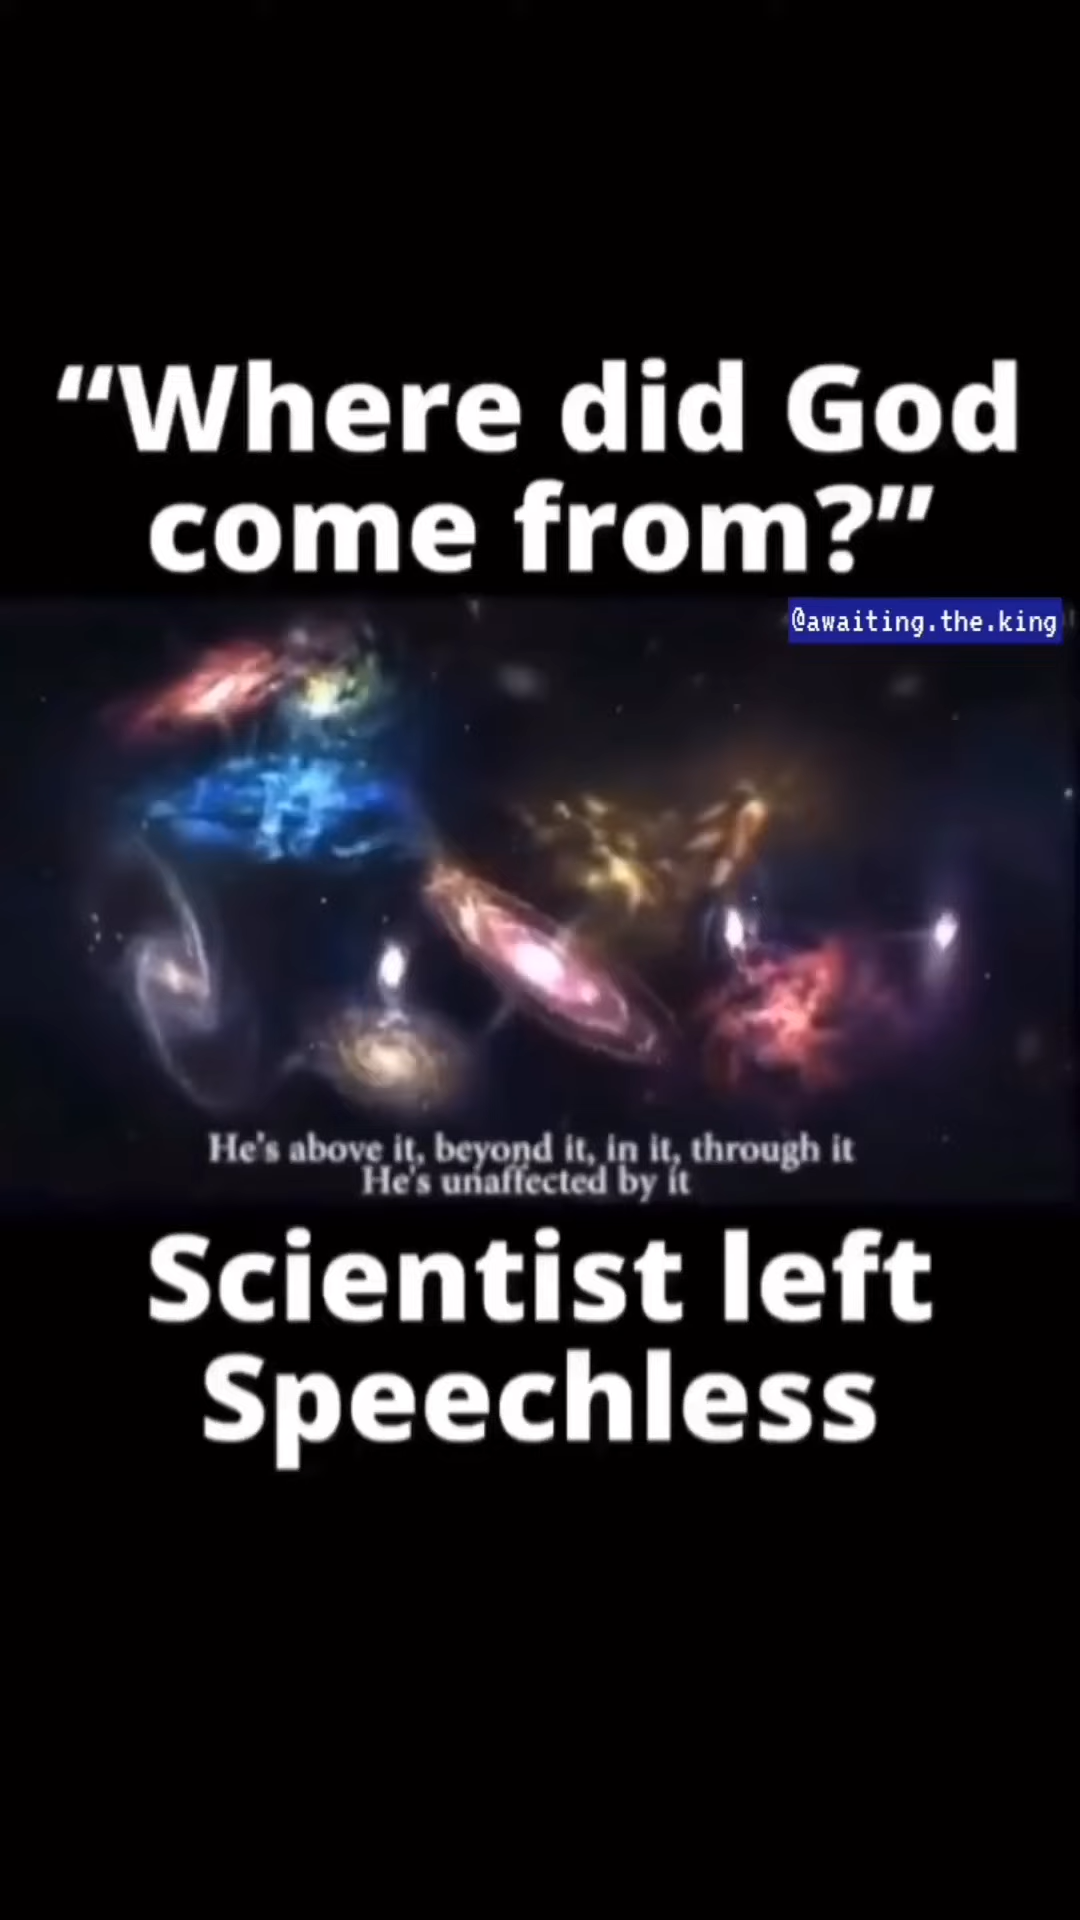 “Where did God
come from?”
@awaiting.the.king
He's above it, beyond it, in it, through it
He's unaffected by it
Scientist left
Speechless